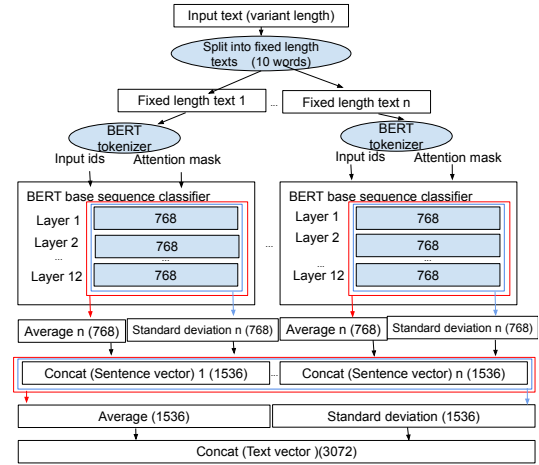 Input text (variant length)
Split into fixed length
texts (10 words)
Fixed length text 1
...
Fixed length text n
BERT
tokenizer
BERT
tokenizer
Input ids
Attention mask
Input ids
Attention mask
BERT base sequence classifier
Layer 1
768
Layer 2
768
...
...
Layer 12
768
...
BERT base sequence classifier
Layer 1
768
Layer 2
768
...
...
Layer 12
768
Average n (768)
Standard deviation n (768)
Average n (768)
Standard deviation n (768)
Concat (Sentence vector) 1 (1536)
...
Concat (Sentence vector) n (1536)
Average (1536)
Standard deviation (1536)
Concat (Text vector )(3072)